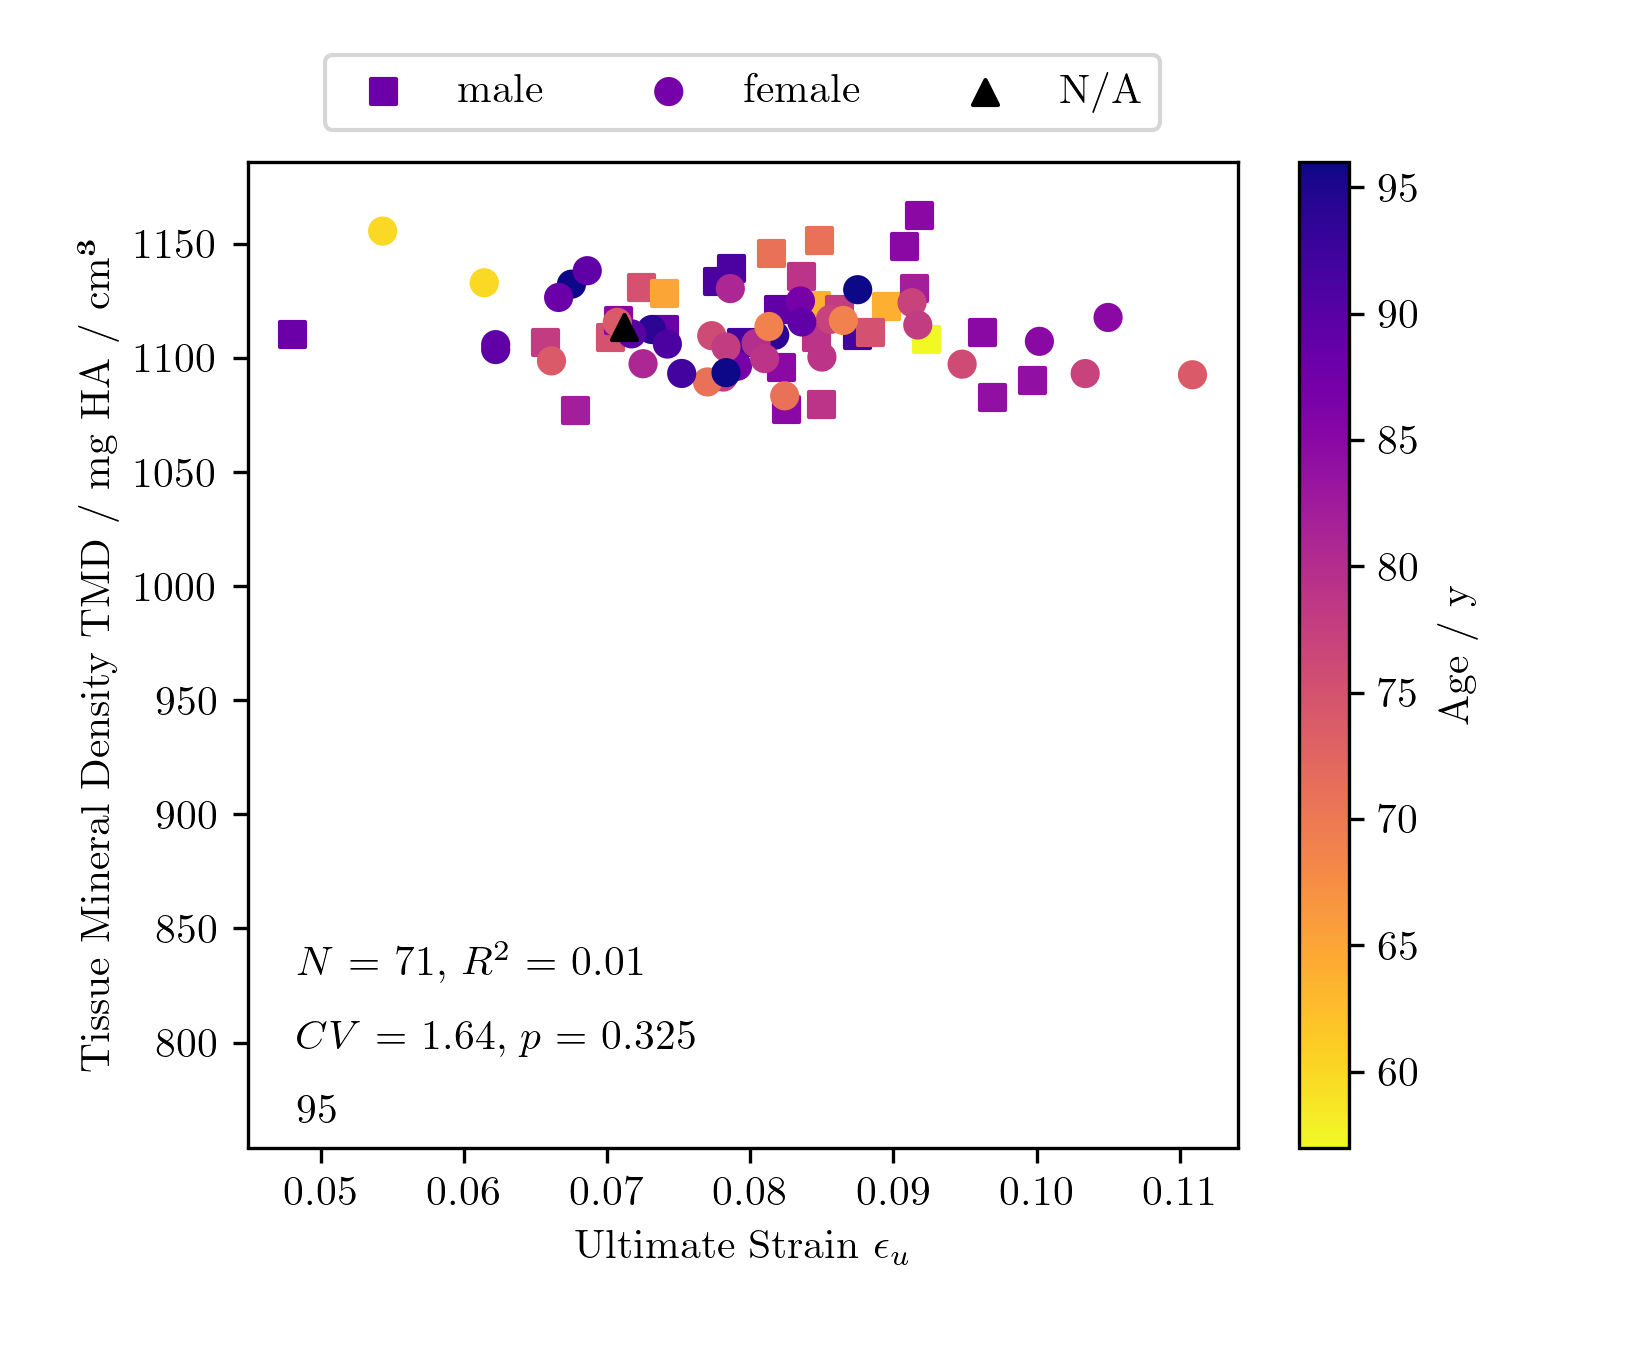 male female N/A
Tissue Mineral Density TMD / mg HA / cm³
1150
1100
1050
1000
950
900
850
800
N = 71, R² = 0.01
CV = 1.64, p = 0.325
95
0.05 0.06 0.07 0.08 0.09 0.10 0.11
Ultimate Strain ϵᵤ
95
90
85
80
75
70
65
60
Age / y